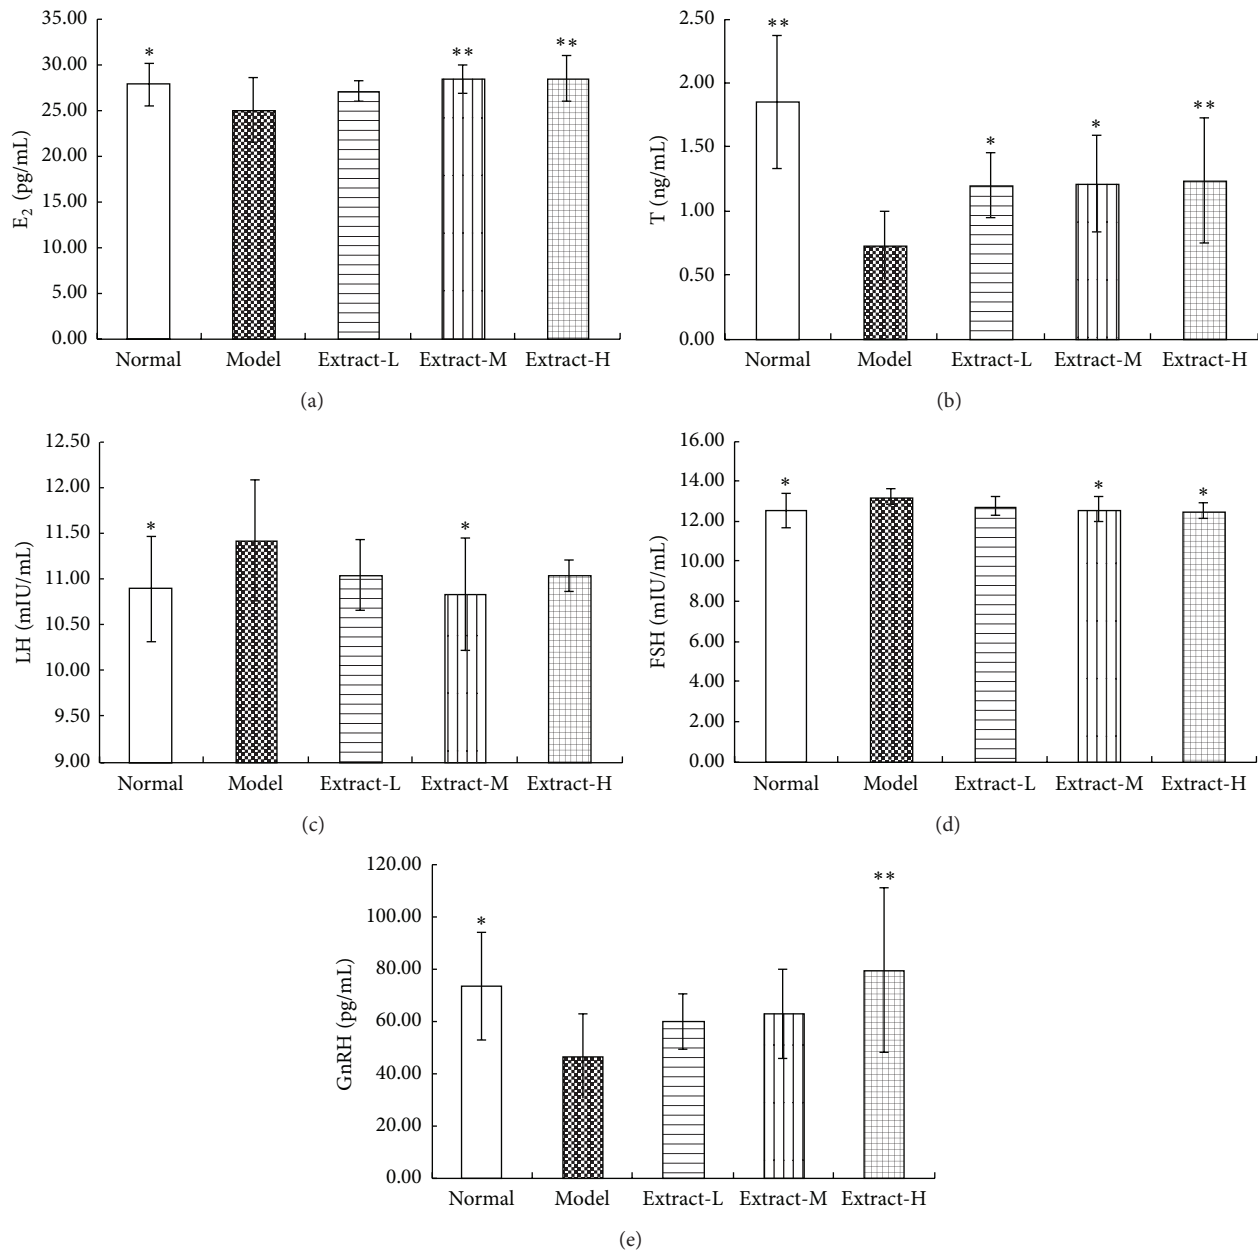 35.00
30.00
25.00
20.00
15.00
10.00
5.00
0.00
E₂ (pg/mL)
* ** **
Normal Model Extract-L Extract-M Extract-H
(a)
2.50
2.00
1.50
1.00
0.50
0.00
T (ng/mL)
** * * **
Normal Model Extract-L Extract-M Extract-H
(b)
12.50
12.00
11.50
11.00
10.50
10.00
9.50
9.00
LH (mIU/mL)
* *
Normal Model Extract-L Extract-M Extract-H
(c)
16.00
14.00
12.00
10.00
8.00
6.00
4.00
2.00
0.00
FSH (mIU/mL)
* * *
Normal Model Extract-L Extract-M Extract-H
(d)
120.00
100.00
80.00
60.00
40.00
20.00
0.00
GnRH (pg/mL)
* **
Normal Model Extract-L Extract-M Extract-H
(e)